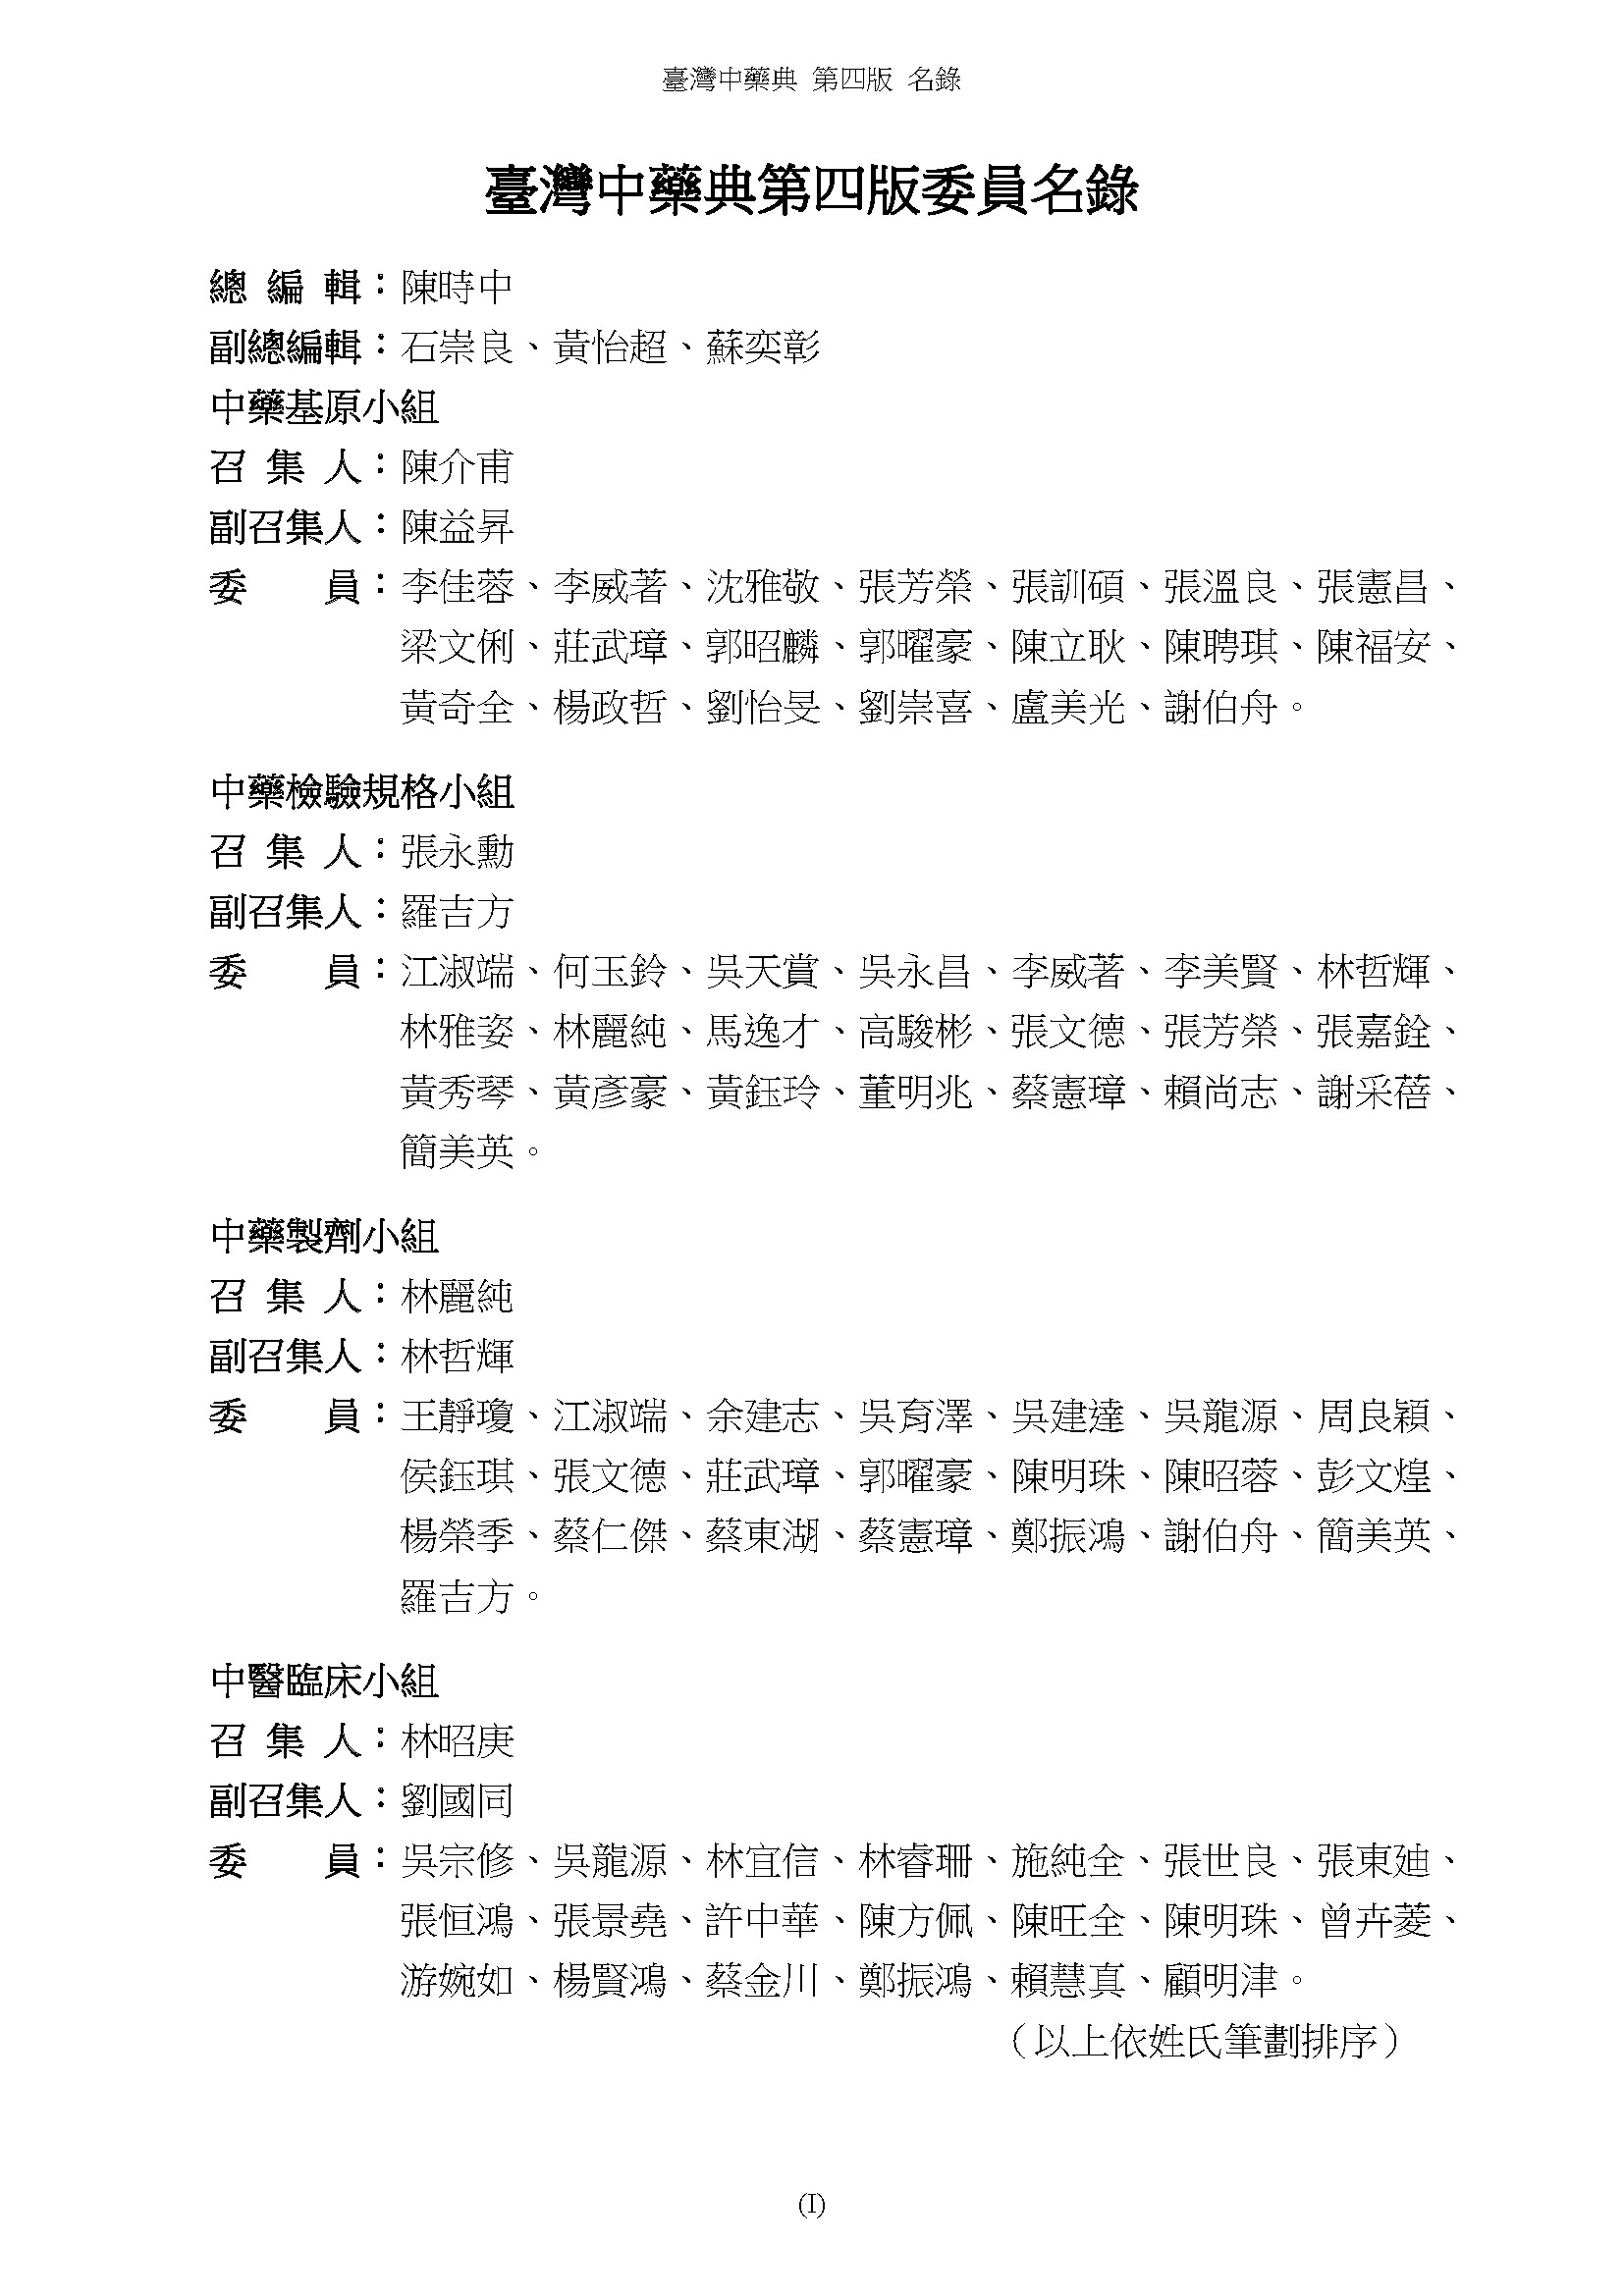 臺灣中藥典 第四版 名錄
臺灣中藥典第四版委員名錄
總 編 輯：陳時中
副總編輯：石崇良、黃怡超、蘇奕彰
中藥基原小組
召 集 人：陳介甫
副召集人：陳益昇
委　　員：李佳蓉、李威著、沈雅敬、張芳榮、張訓碩、張溫良、張憲昌、
梁文俐、莊武璋、郭昭麟、郭曜豪、陳立耿、陳聘琪、陳福安、
黃奇全、楊政哲、劉怡旻、劉崇喜、盧美光、謝伯舟。
中藥檢驗規格小組
召 集 人：張永勳
副召集人：羅吉方
委　　員：江淑端、何玉鈴、吳天賞、吳永昌、李威著、李美賢、林哲輝、
林雅姿、林麗純、馬逸才、高駿彬、張文德、張芳榮、張嘉銓、
黃秀琴、黃彥豪、黃鈺玲、董明兆、蔡憲璋、賴尚志、謝采蓓、
簡美英。
中藥製劑小組
召 集 人：林麗純
副召集人：林哲輝
委　　員：王靜瓊、江淑端、余建志、吳育澤、吳建達、吳龍源、周良穎、
侯鈺琪、張文德、莊武璋、郭曜豪、陳明珠、陳昭蓉、彭文煌、
楊榮季、蔡仁傑、蔡東湖、蔡憲璋、鄭振鴻、謝伯舟、簡美英、
羅吉方。
中醫臨床小組
召 集 人：林昭庚
副召集人：劉國同
委　　員：吳宗修、吳龍源、林宜信、林睿珊、施純全、張世良、張東廸、
張恒鴻、張景堯、許中華、陳方佩、陳旺全、陳明珠、曾卉菱、
游婉如、楊賢鴻、蔡金川、鄭振鴻、賴慧真、顧明津。
（以上依姓氏筆劃排序）
(I)